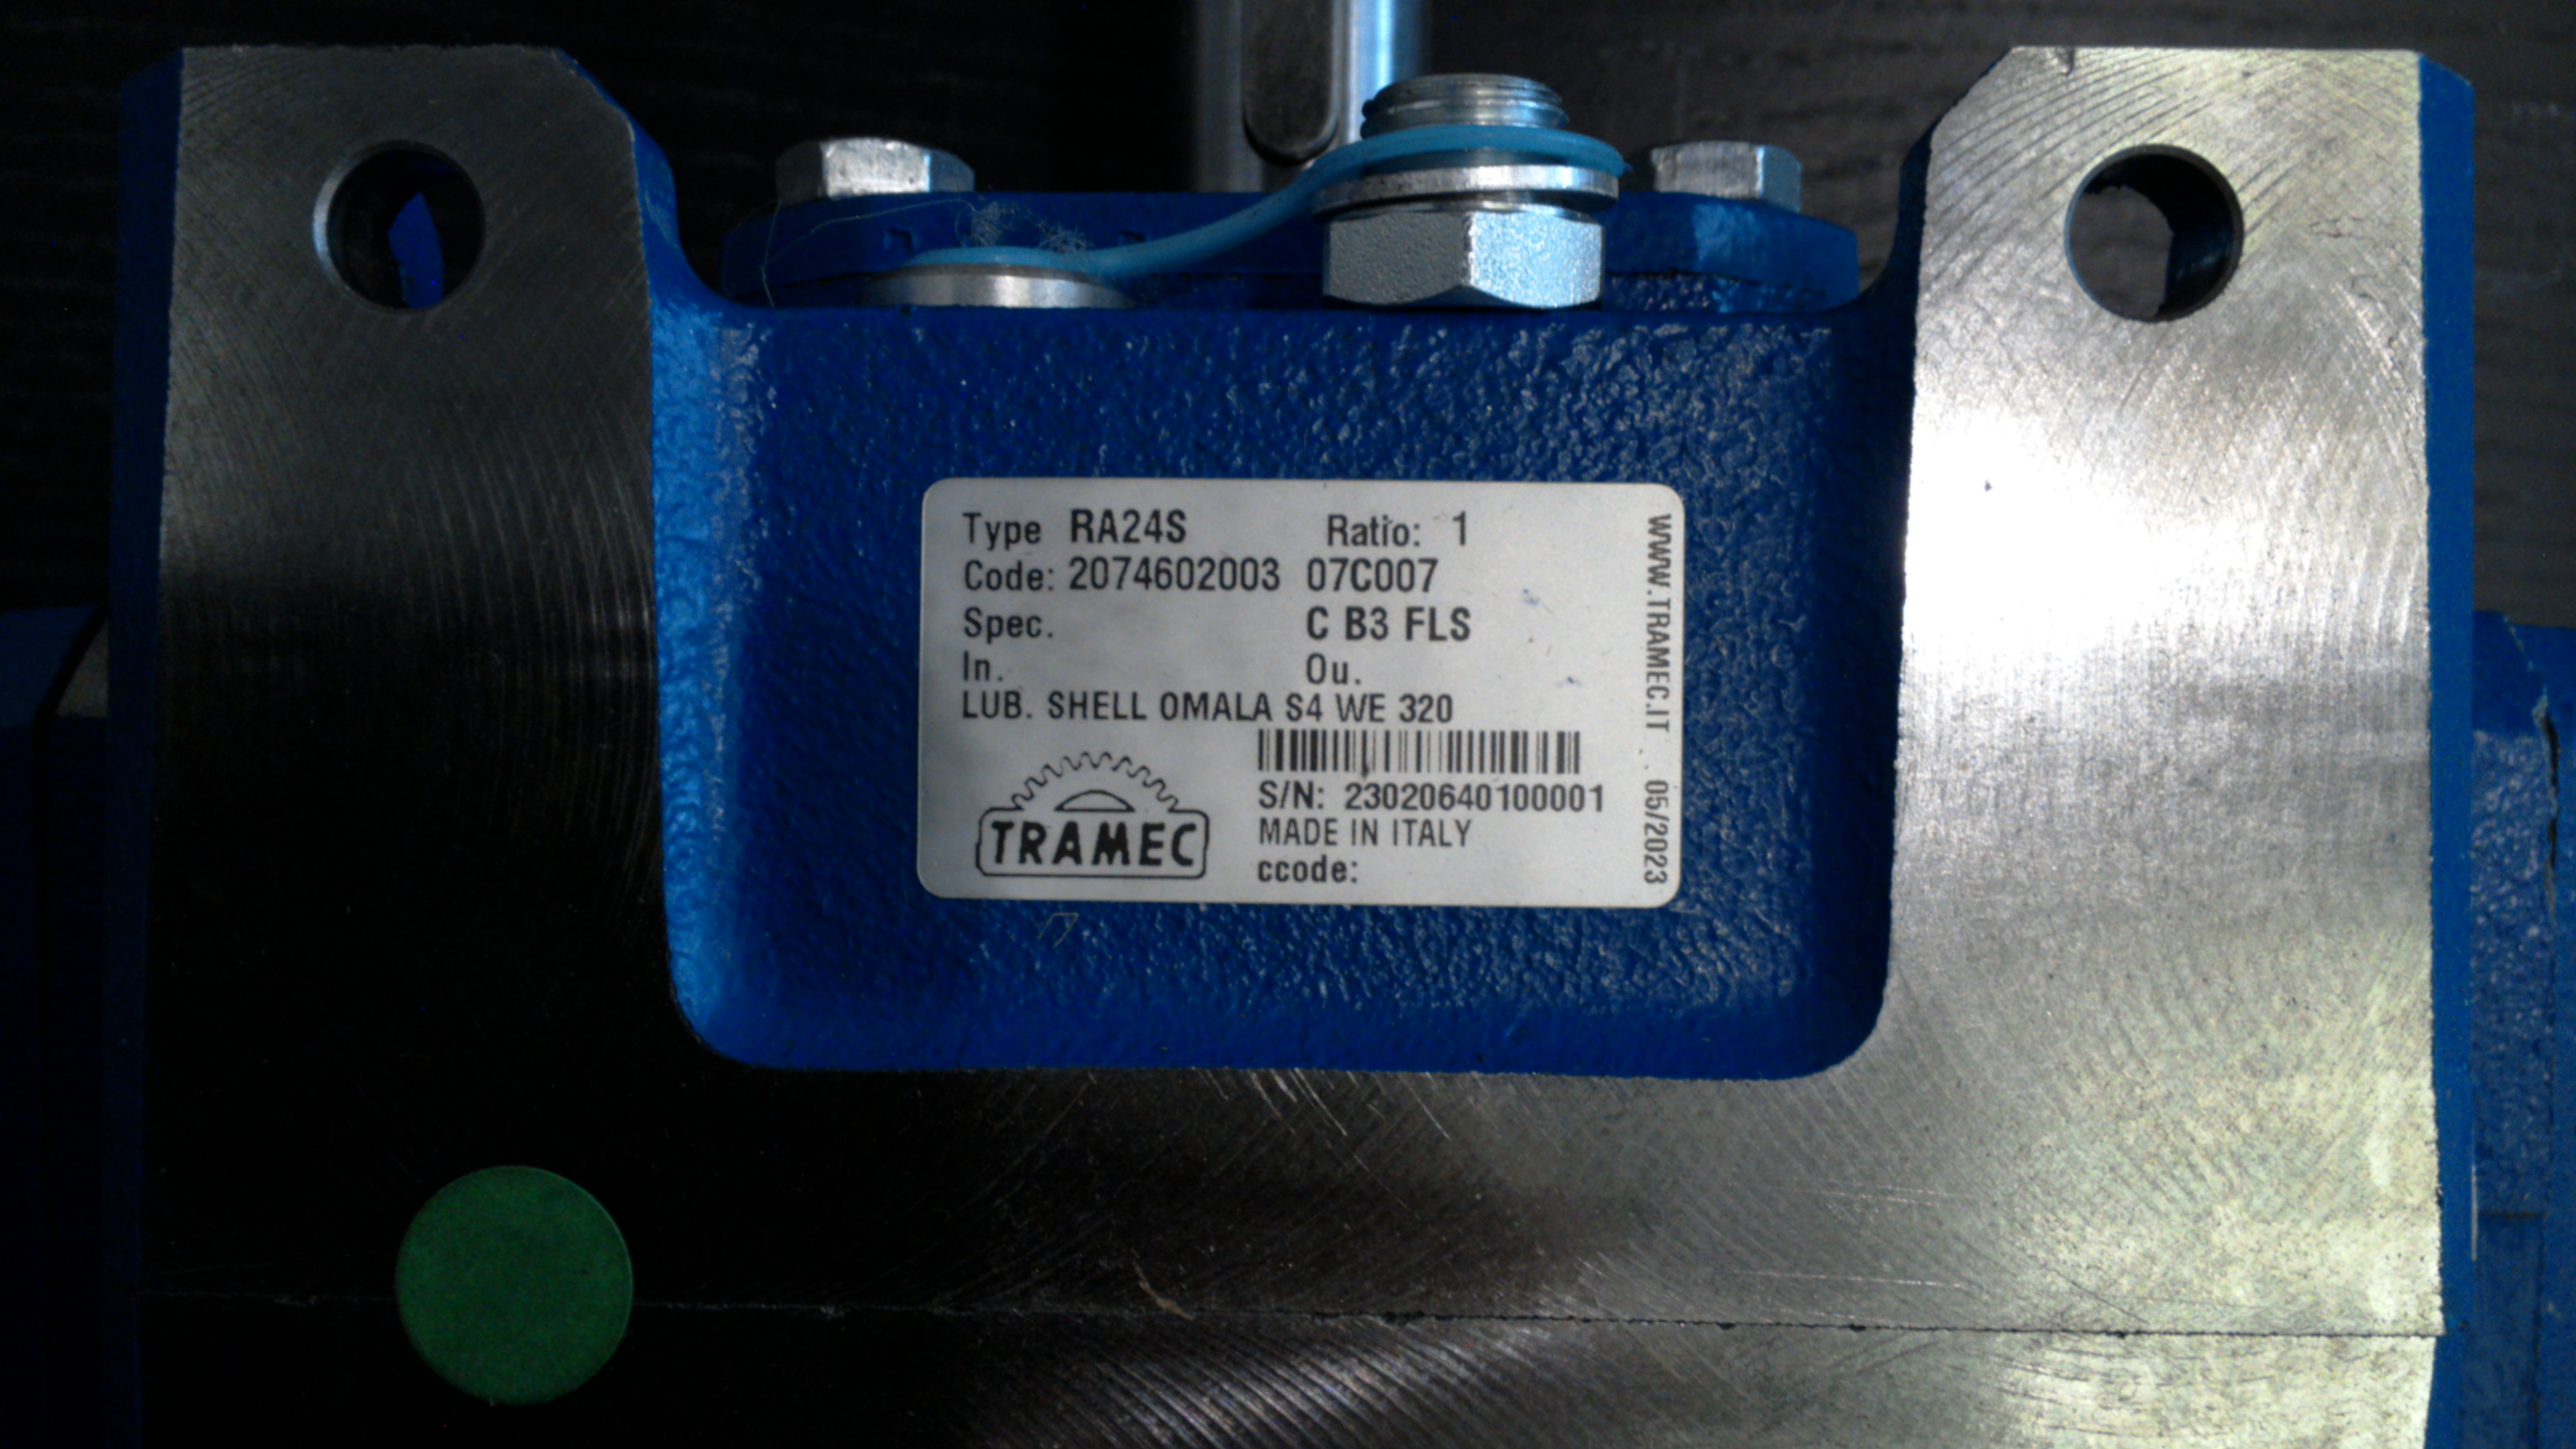 Type RA24S Ratio: 1
Code: 2074602003 07C007
Spec. C B3 FLS
In. Ou.
LUB. SHELL OMALA S4 WE 320
S/N: 23020640100001
MADE IN ITALY
ccode:
TRAMEC
WWW.TRAMEC.IT 05/2023